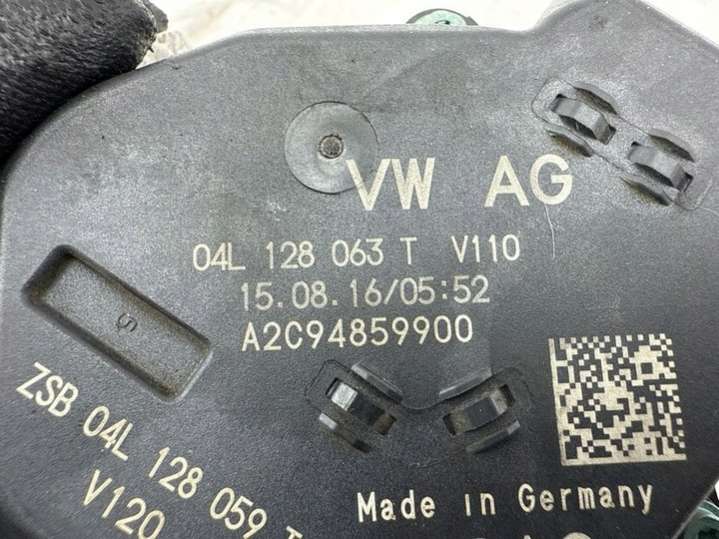 VW AG
04L 128 063 T V110
15.08.16/05:52
A2C94859900
S
ZSB 04L 128 059 T
V120
Made in Germany